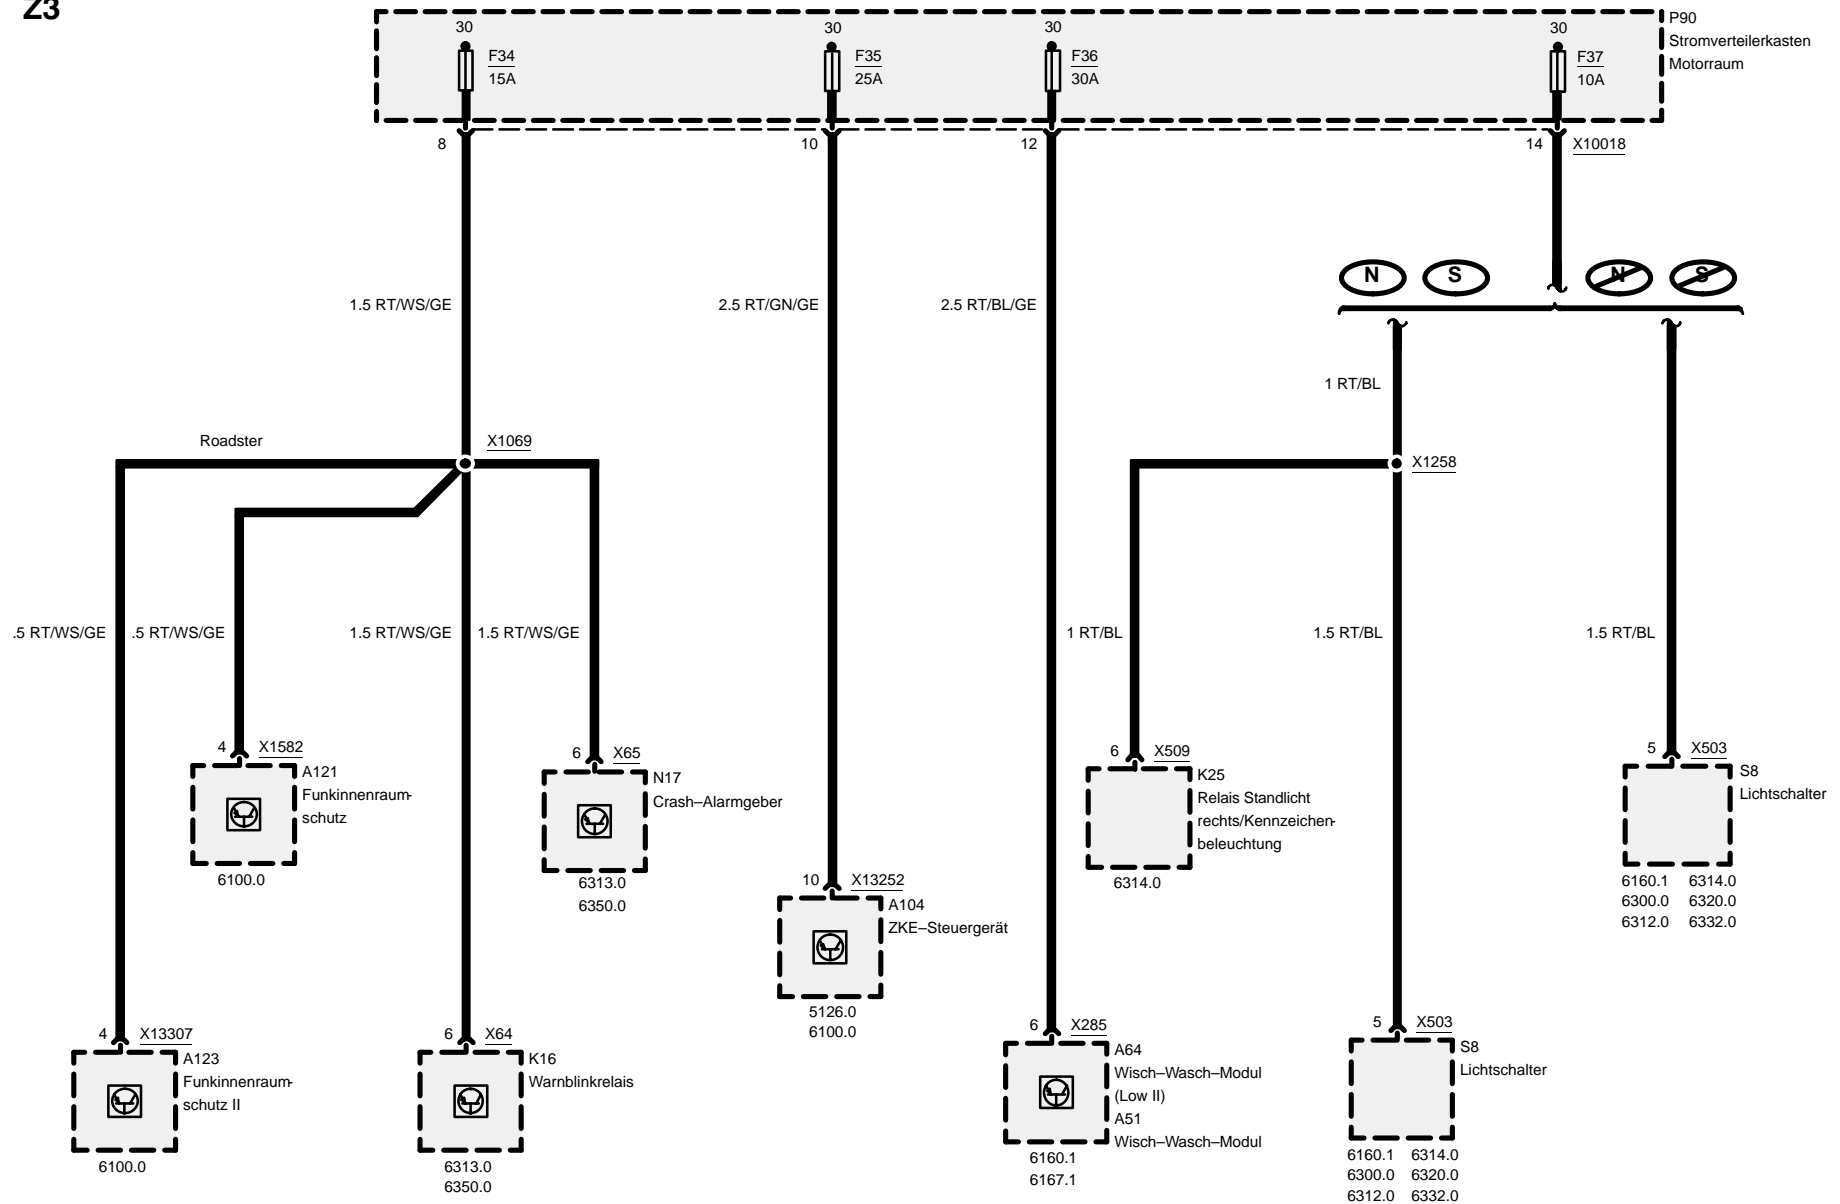 Z3
30
30
30
30
F34
15A
F35
25A
F36
30A
F37
10A
P90
Stromverteilerkasten
Motorraum
8
10
12
14
X10018
N
S
N
S
1.5 RT/WS/GE
2.5 RT/GN/GE
2.5 RT/BL/GE
1 RT/BL
Roadster
X1069
X1258
.5 RT/WS/GE
.5 RT/WS/GE
1.5 RT/WS/GE
1.5 RT/WS/GE
1 RT/BL
1.5 RT/BL
1.5 RT/BL
4
X1582
A121
Funkinnenraum-
schutz
6100.0
6
X65
N17
Crash–Alarmgeber
6313.0
6350.0
6
X509
K25
Relais Standlicht
rechts/Kennzeichen-
beleuchtung
6314.0
5
X503
S8
Lichtschalter
6160.1 6314.0
6300.0 6320.0
6312.0 6332.0
10
X13252
A104
ZKE–Steuergerät
5126.0
6100.0
4
X13307
A123
Funkinnenraum-
schutz II
6100.0
6
X64
K16
Warnblinkrelais
6313.0
6350.0
6
X285
A64
Wisch–Wasch–Modul
(Low II)
A51
Wisch–Wasch–Modul
6160.1
6167.1
5
X503
S8
Lichtschalter
6160.1 6314.0
6300.0 6320.0
6312.0 6332.0